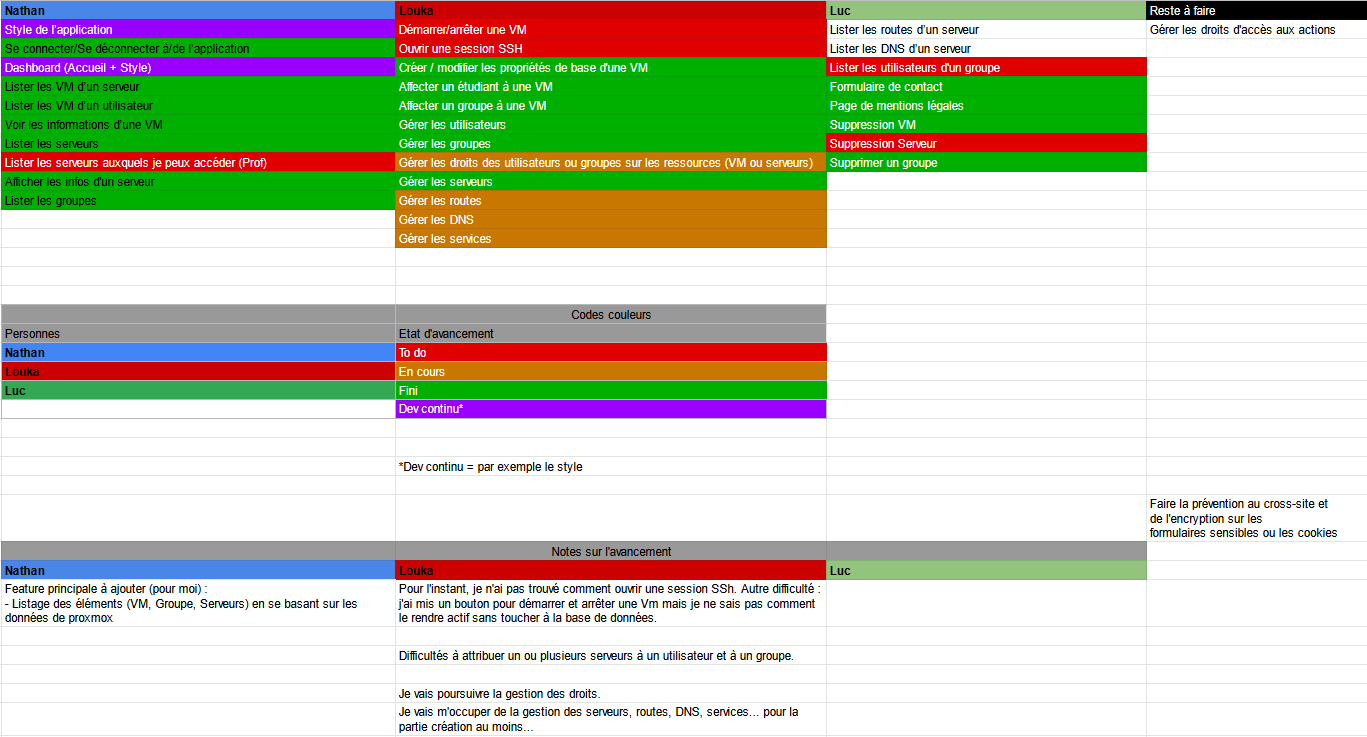 Nathan Louka Luc Reste à faire
Style de l'application Démarrer/arrêter une VM Lister les routes d'un serveur Gérer les droits d'accès aux actions
Se connecter/Se déconnecter à/de l'application Ouvrir une session SSH Lister les DNS d'un serveur
Dashboard (Accueil + Style) Créer / modifier les propriétés de base d'une VM Lister les utilisateurs d'un groupe
Lister les VM d'un serveur Affecter un étudiant à une VM Formulaire de contact
Lister les VM d'un utilisateur Affecter un groupe à une VM Page de mentions légales
Voir les informations d'une VM Gérer les utilisateurs Suppression VM
Lister les serveurs Gérer les groupes Suppression Serveur
Lister les serveurs auxquels je peux accéder (Prof) Gérer les droits des utilisateurs ou groupes sur les ressources (VM ou serveurs) Supprimer un groupe
Afficher les infos d'un serveur Gérer les serveurs
Lister les groupes Gérer les routes
Gérer les DNS
Gérer les services
Codes couleurs
Personnes Etat d'avancement
Nathan To do
Louka En cours
Luc Fini
Dev continu*
*Dev continu = par exemple le style
Faire la prévention au cross-site et
de l'encryption sur les
formulaires sensibles ou les cookies
Notes sur l'avancement
Nathan Louka Luc
Feature principale à ajouter (pour moi) :
- Listage des éléments (VM, Groupe, Serveurs) en se basant sur les
données de proxmox
Pour l'instant, je n'ai pas trouvé comment ouvrir une session SSh. Autre difficulté :
j'ai mis un bouton pour démarrer et arrêter une Vm mais je ne sais pas comment
le rendre actif sans toucher à la base de données.
Difficultés à attribuer un ou plusieurs serveurs à un utilisateur et à un groupe.
Je vais poursuivre la gestion des droits.
Je vais m'occuper de la gestion des serveurs, routes, DNS, services... pour la
partie création au moins...